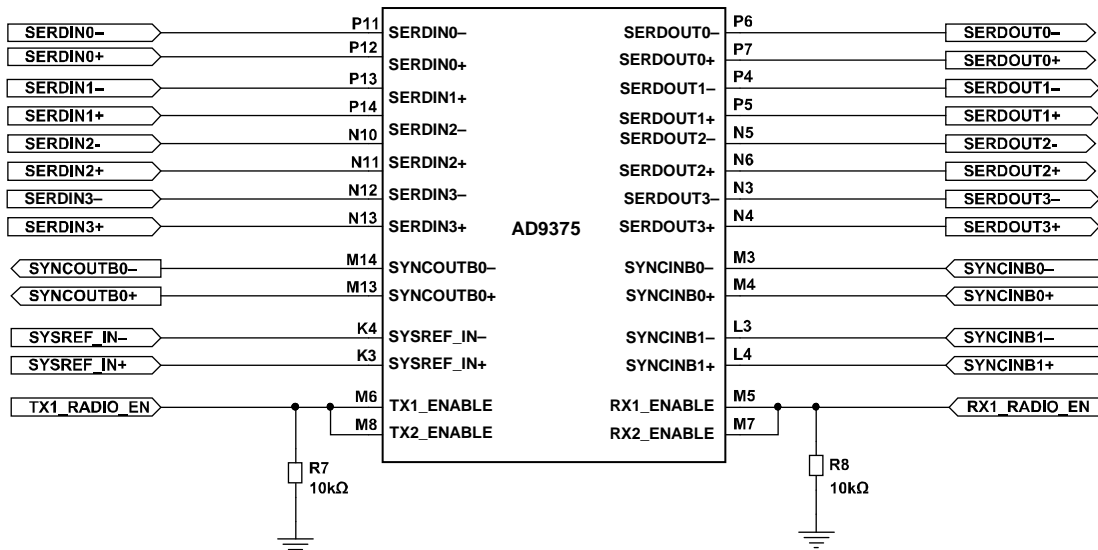 SERDIN0– P11 SERDIN0– SERDOUT0– P6 SERDOUT0–
SERDIN0+ P12 SERDIN0+ SERDOUT0+ P7 SERDOUT0+
SERDIN1– P13 SERDIN1+ SERDOUT1– P4 SERDOUT1–
SERDIN1+ P14 SERDIN2– SERDOUT1+ P5 SERDOUT1+
SERDIN2- N10 SERDOUT2– N5 SERDOUT2-
SERDIN2+ N11 SERDIN2+ SERDOUT2+ N6 SERDOUT2+
SERDIN3– N12 SERDIN3– SERDOUT3– N3 SERDOUT3–
SERDIN3+ N13 SERDIN3+ AD9375 SERDOUT3+ N4 SERDOUT3+
SYNCOUTB0– M14 SYNCOUTB0– SYNCINB0– M3 SYNCINB0–
SYNCOUTB0+ M13 SYNCOUTB0+ SYNCINB0+ M4 SYNCINB0+
SYSREF_IN– K4 SYSREF_IN– SYNCINB1– L3 SYNCINB1–
SYSREF_IN+ K3 SYSREF_IN+ SYNCINB1+ L4 SYNCINB1+
TX1_RADIO_EN M6 TX1_ENABLE RX1_ENABLE M5 RX1_RADIO_EN
M8 TX2_ENABLE RX2_ENABLE M7
R7 R8
10kΩ 10kΩ